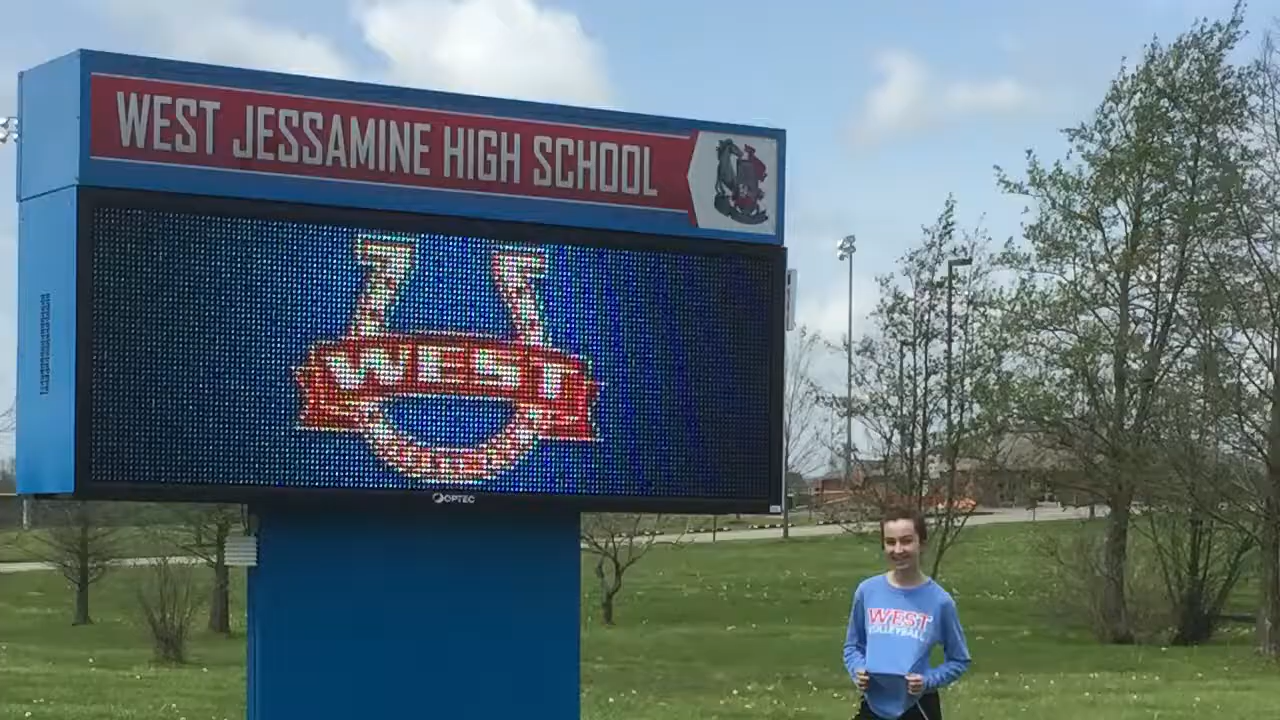 WEST JESSAMINE HIGH SCHOOL
WEST
OPTEC
WEST
VOLLEYBALL